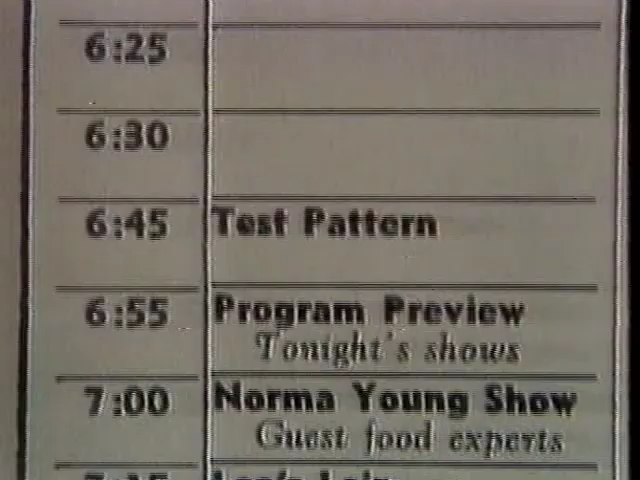 6:25
6:30
6:45 Test Pattern
6:55 Program Preview
Tonight's shows
7:00 Norma Young Show
Guest food experts